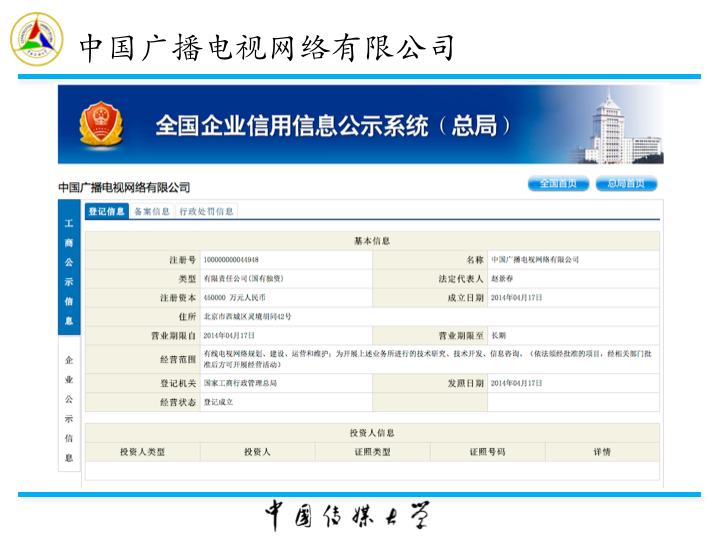 中国广播电视网络有限公司
全国企业信用信息公示系统（总局）
中国广播电视网络有限公司
全国首页 总局首页
工商公示信息
企业公示信息
登记信息 备案信息 行政处罚信息
基本信息
注册号 100000000044948 名称 中国广播电视网络有限公司
类型 有限责任公司(国有独资) 法定代表人 赵景春
注册资本 450000 万元人民币 成立日期 2014年04月17日
住所 北京市西城区灵境胡同42号
营业期限自 2014年04月17日 营业期限至 长期
经营范围 有线电视网络规划、建设、运营和维护；为开展上述业务所进行的技术研究、技术开发、信息咨询。（依法须经批准的项目，经相关部门批
准后方可开展经营活动）
登记机关 国家工商行政管理总局 发照日期 2014年04月17日
经营状态 登记成立
投资人信息
投资人类型 投资人 证照类型 证照号码 详情
中国传媒大学